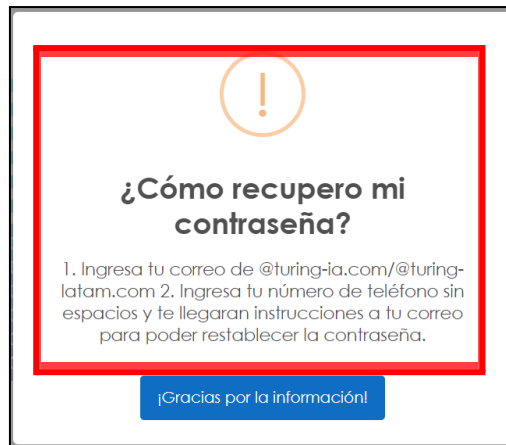 !
¿Cómo recupero mi
contraseña?
1. Ingresa tu correo de @turing-ia.com/@turing-
latam.com 2. Ingresa tu número de teléfono sin
espacios y te llegaran instrucciones a tu correo
para poder restablecer la contraseña.
¡Gracias por la información!